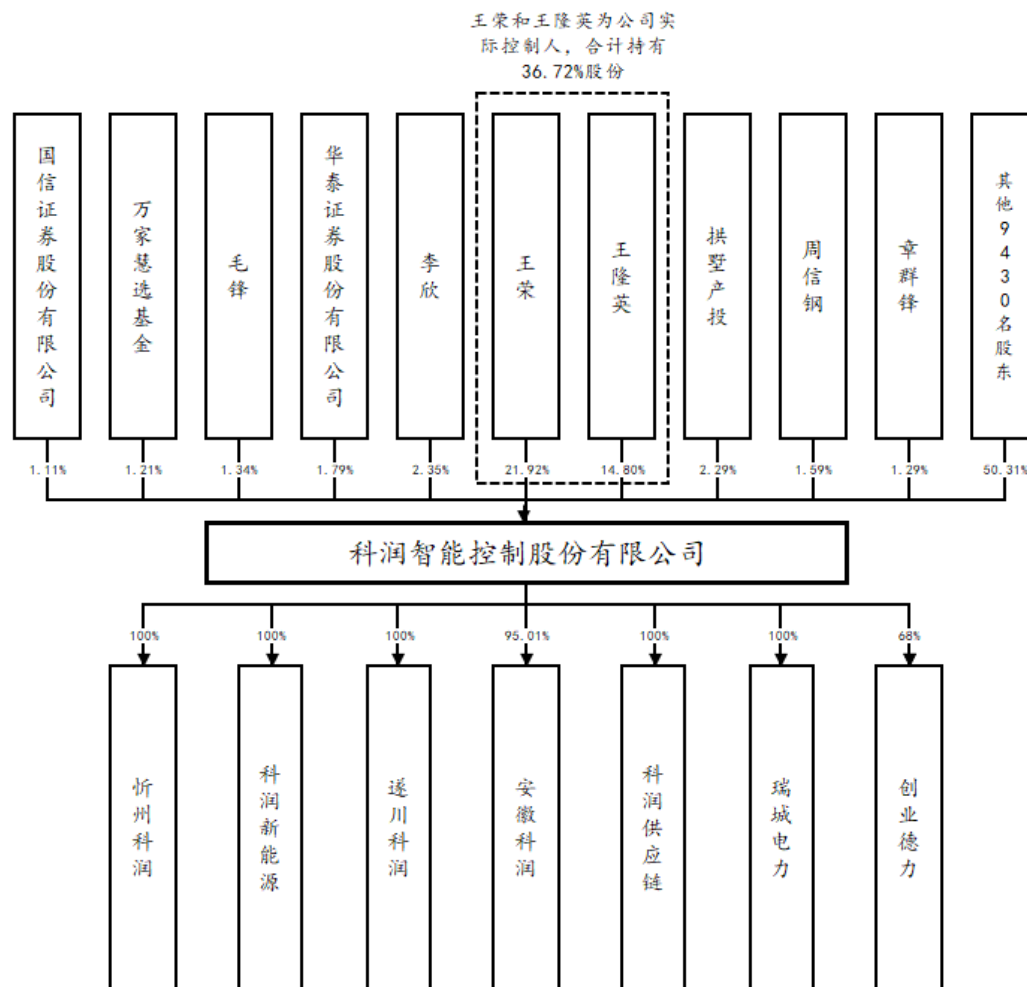 王荣和王隆英为公司实
际控制人，合计持有
36.72%股份
国信证券股份有限公司
万家慧选基金
毛锋
华泰证券股份有限公司
李欣
王荣
王隆英
拱墅产投
周信钢
章群锋
其他9430名股东
1.11%
1.21%
1.34%
1.79%
2.35%
21.92%
14.80%
2.29%
1.59%
1.29%
50.31%
科润智能控制股份有限公司
100%
100%
100%
95.01%
100%
100%
68%
忻州科润
科润新能源
遂川科润
安徽科润
科润供应链
瑞城电力
创业德力